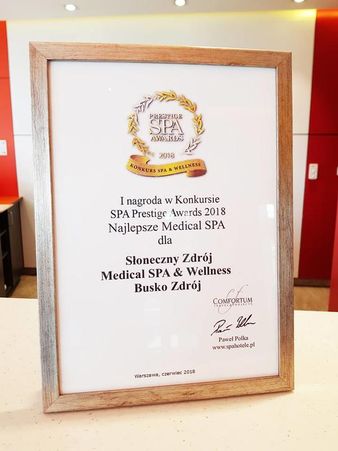 PRESTIGE
SPA
AWARDS
2018
KONKURS SPA & WELLNESS
I nagroda w Konkursie
SPA Prestige Awards 2018
Najlepsze Medical SPA
dla
Słoneczny Zdrój
Medical SPA & Wellness
Busko Zdrój
COMFORTUM
Paweł Polka
www.spahotele.pl
Warszawa, czerwiec 2018